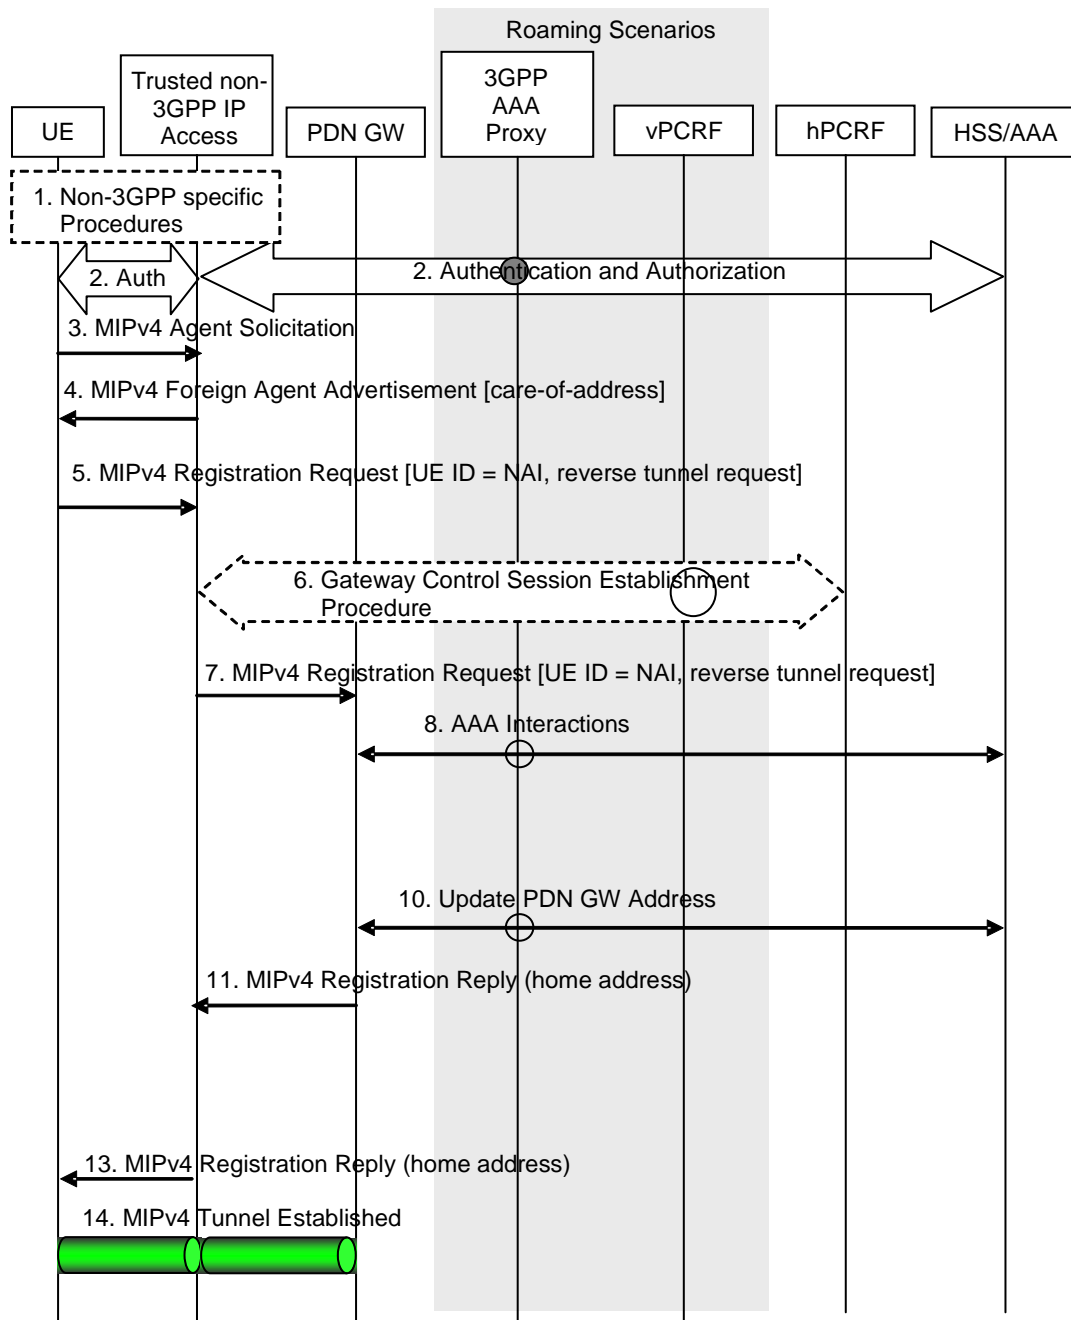 Roaming Scenarios
Trusted non-
3GPP IP
Access
3GPP
AAA
Proxy
UE
PDN GW
vPCRF
hPCRF
HSS/AAA
1. Non-3GPP specific
Procedures
2. Auth
2. Authentication and Authorization
3. MIPv4 Agent Solicitation
4. MIPv4 Foreign Agent Advertisement [care-of-address]
5. MIPv4 Registration Request [UE ID = NAI, reverse tunnel request]
6. Gateway Control Session Establishment
Procedure
7. MIPv4 Registration Request [UE ID = NAI, reverse tunnel request]
8. AAA Interactions
10. Update PDN GW Address
11. MIPv4 Registration Reply (home address)
13. MIPv4 Registration Reply (home address)
14. MIPv4 Tunnel Established